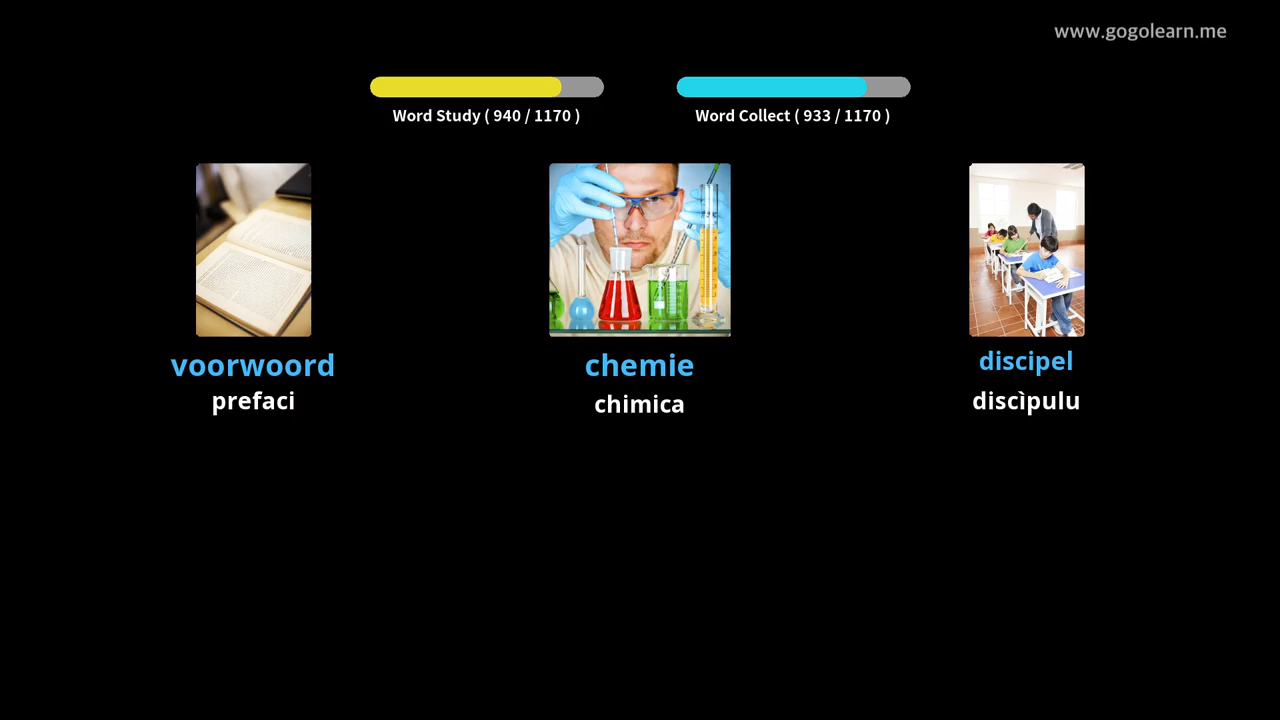 www.gogolearn.me
Word Study ( 940 / 1170 )
Word Collect ( 933 / 1170 )
voorwoord
prefaci
chemie
chimica
discipel
discìpulu